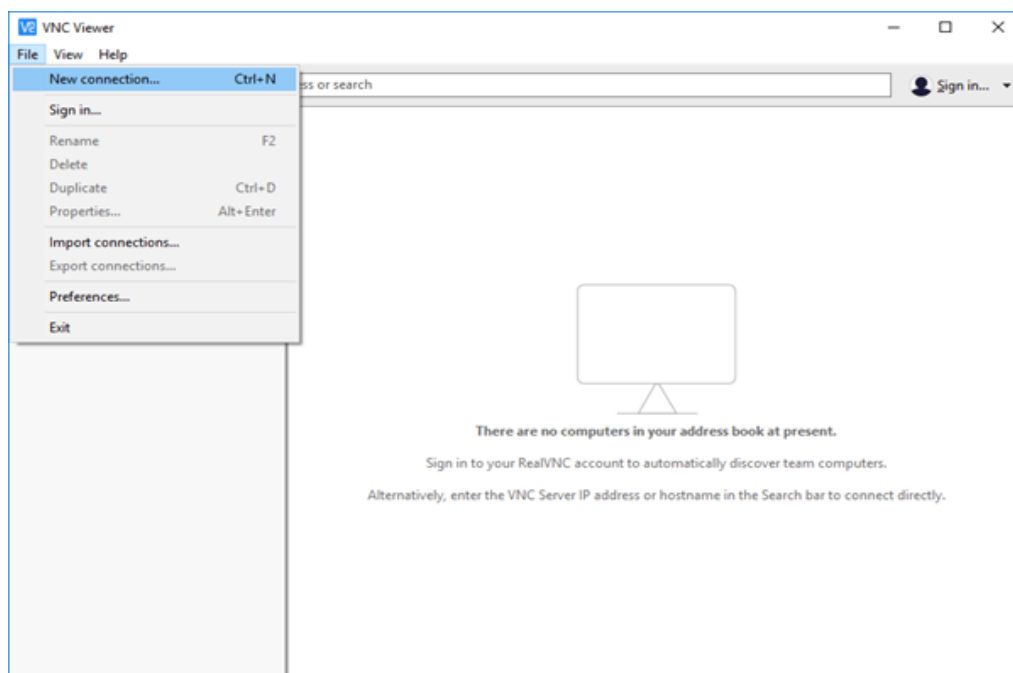 VNC Viewer
File View Help
New connection... Ctrl+N
ess or search
Sign in...
Sign in...
Rename F2
Delete
Duplicate Ctrl+D
Properties... Alt+Enter
Import connections...
Export connections...
Preferences...
Exit
There are no computers in your address book at present.
Sign in to your RealVNC account to automatically discover team computers.
Alternatively, enter the VNC Server IP address or hostname in the Search bar to connect directly.